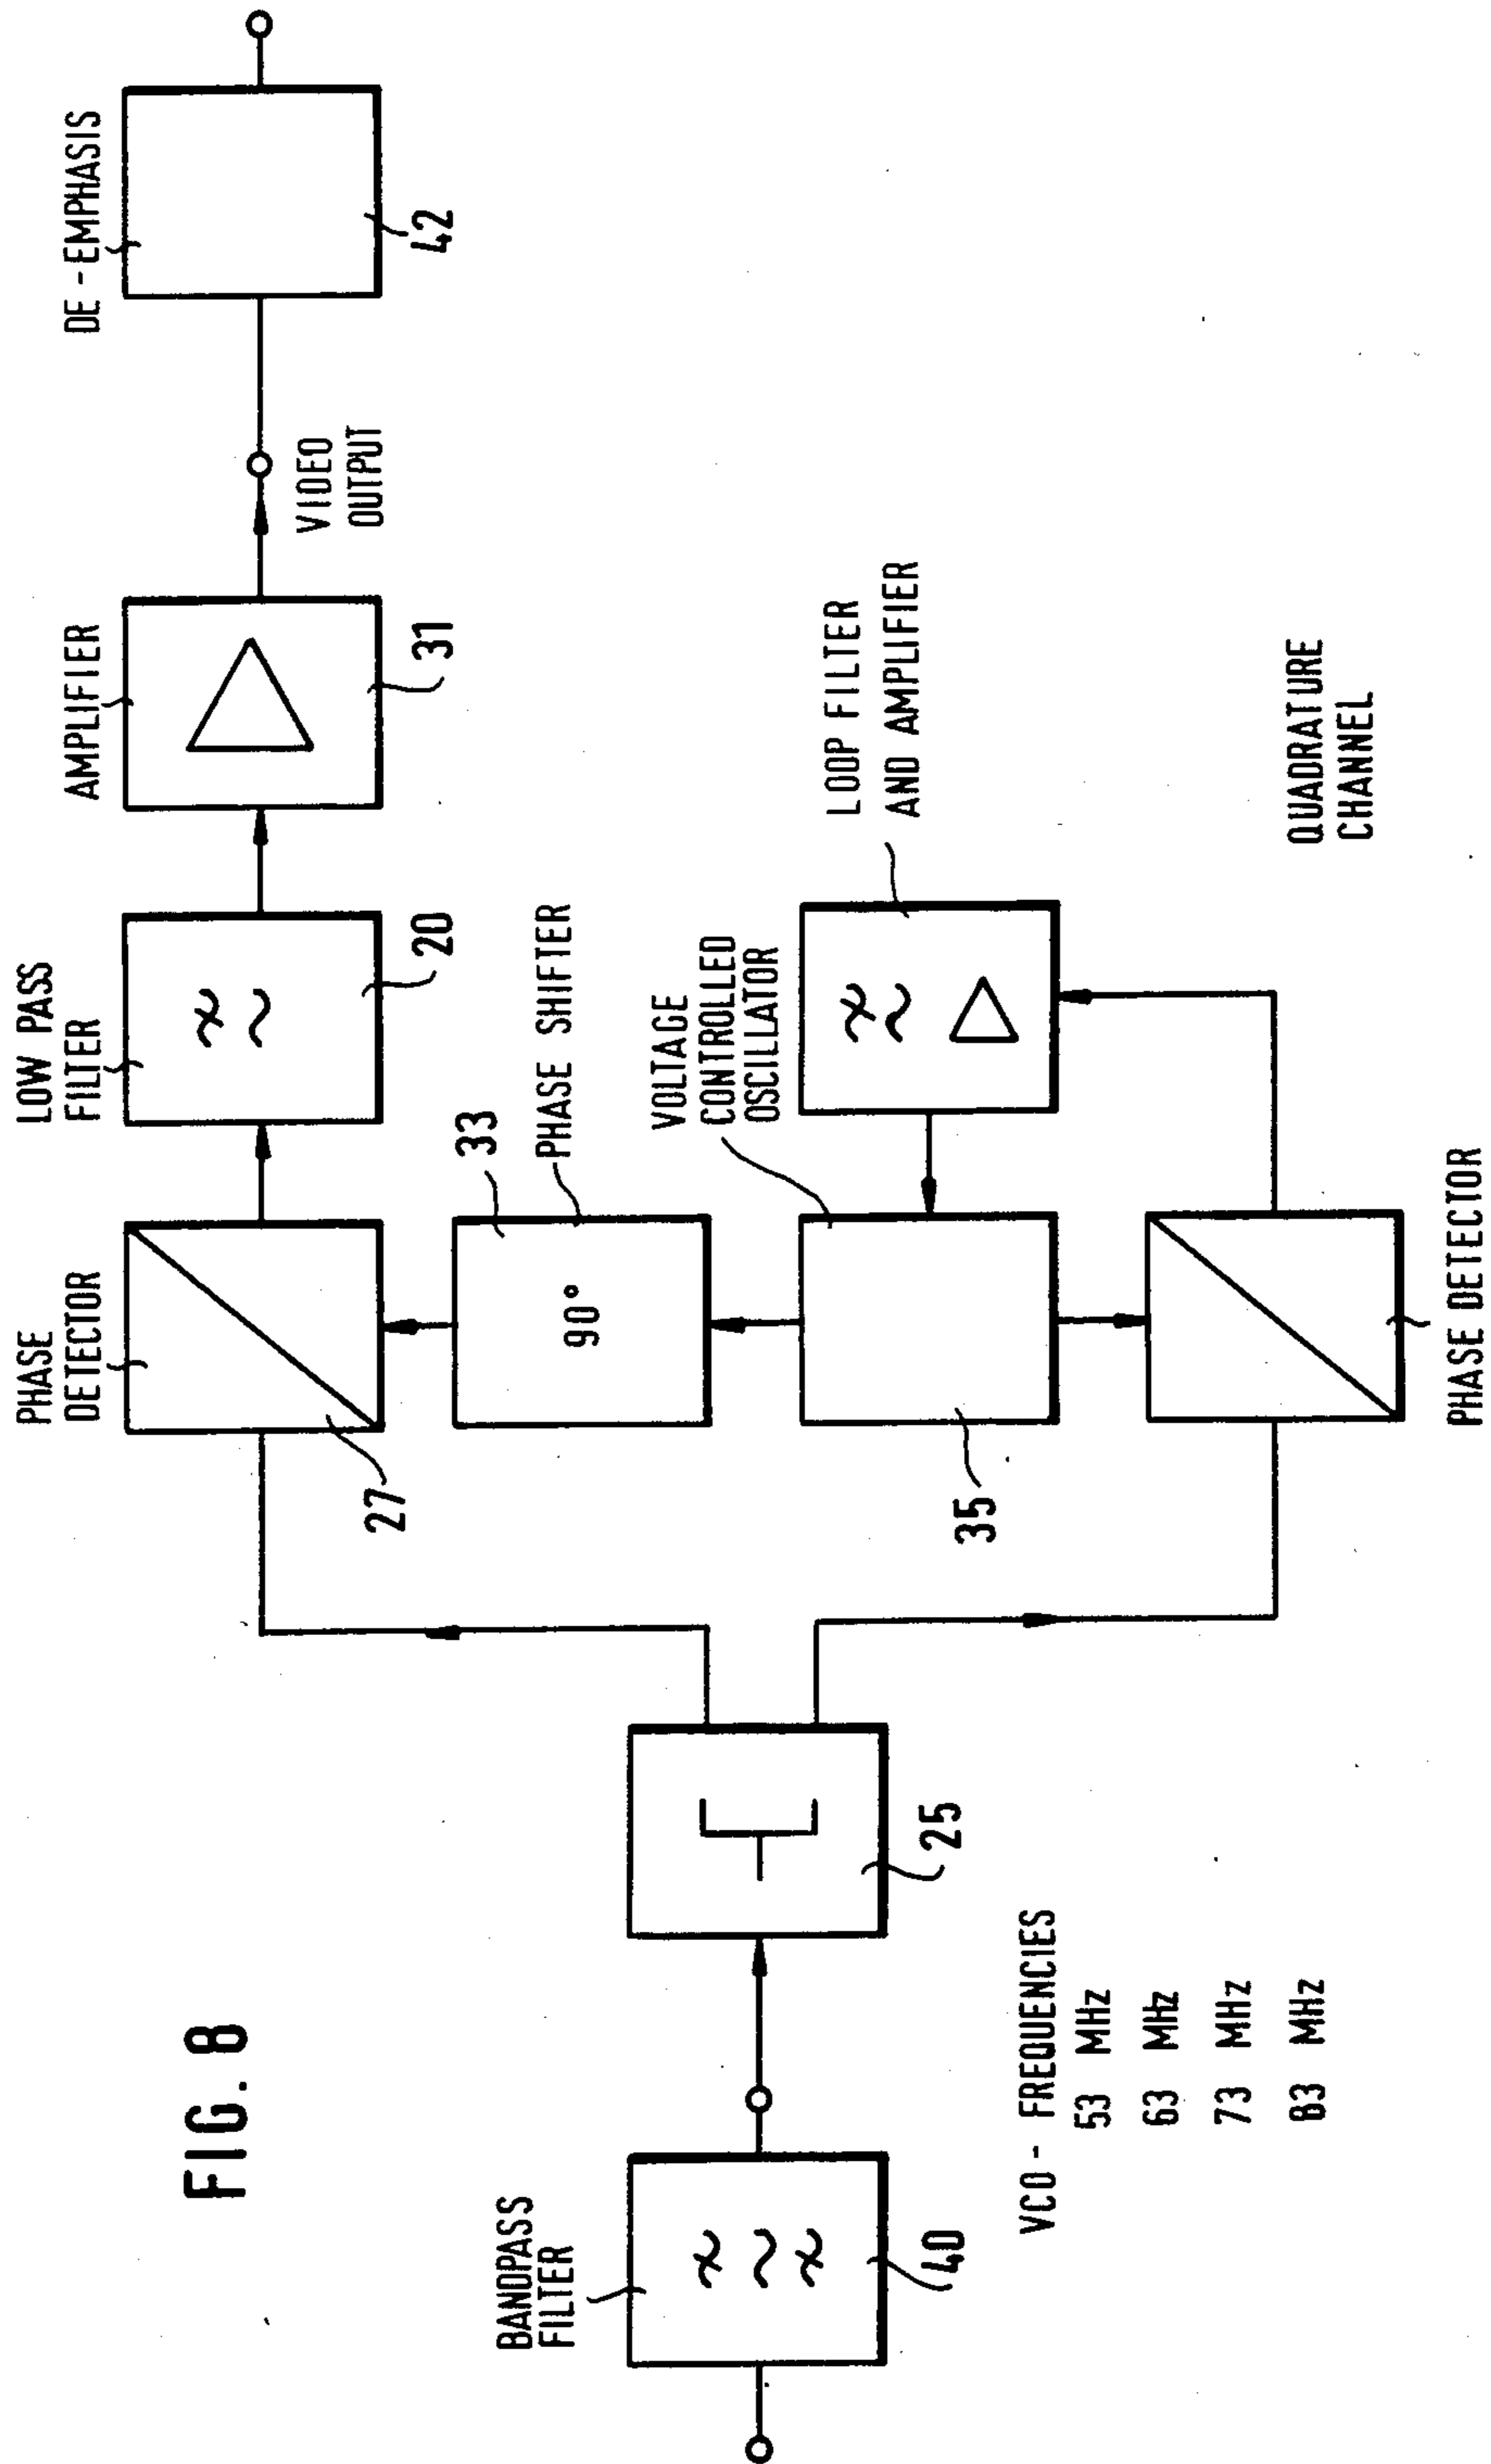 FIG. 8
BANDPASS
FILTER
40
25
VCO - FREQUENCIES
53 MHz
63 MHz
73 MHz
83 MHz
PHASE
DETECTOR
27
LOW PASS
FILTER
20
AMPLIFIER
31
VIDEO
OUTPUT
DE - EMPHASIS
42
33
PHASE SHIFTER
90°
VOLTAGE
CONTROLLED
OSCILLATOR
35
LOOP FILTER
AND AMPLIFIER
PHASE DETECTOR
QUADRATURE
CHANNEL